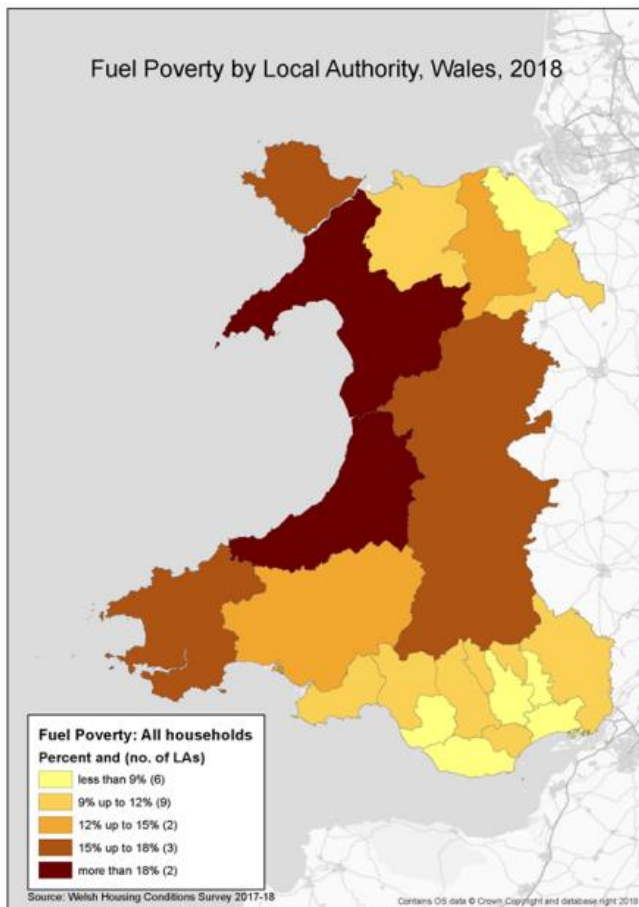 Fuel Poverty by Local Authority, Wales, 2018
Fuel Poverty: All households
Percent and (no. of LAs)
less than 9% (6)
9% up to 12% (9)
12% up to 15% (2)
15% up to 18% (3)
more than 18% (2)
Source: Welsh Housing Conditions Survey 2017-18
Contains OS data © Crown Copyright and database right 2018